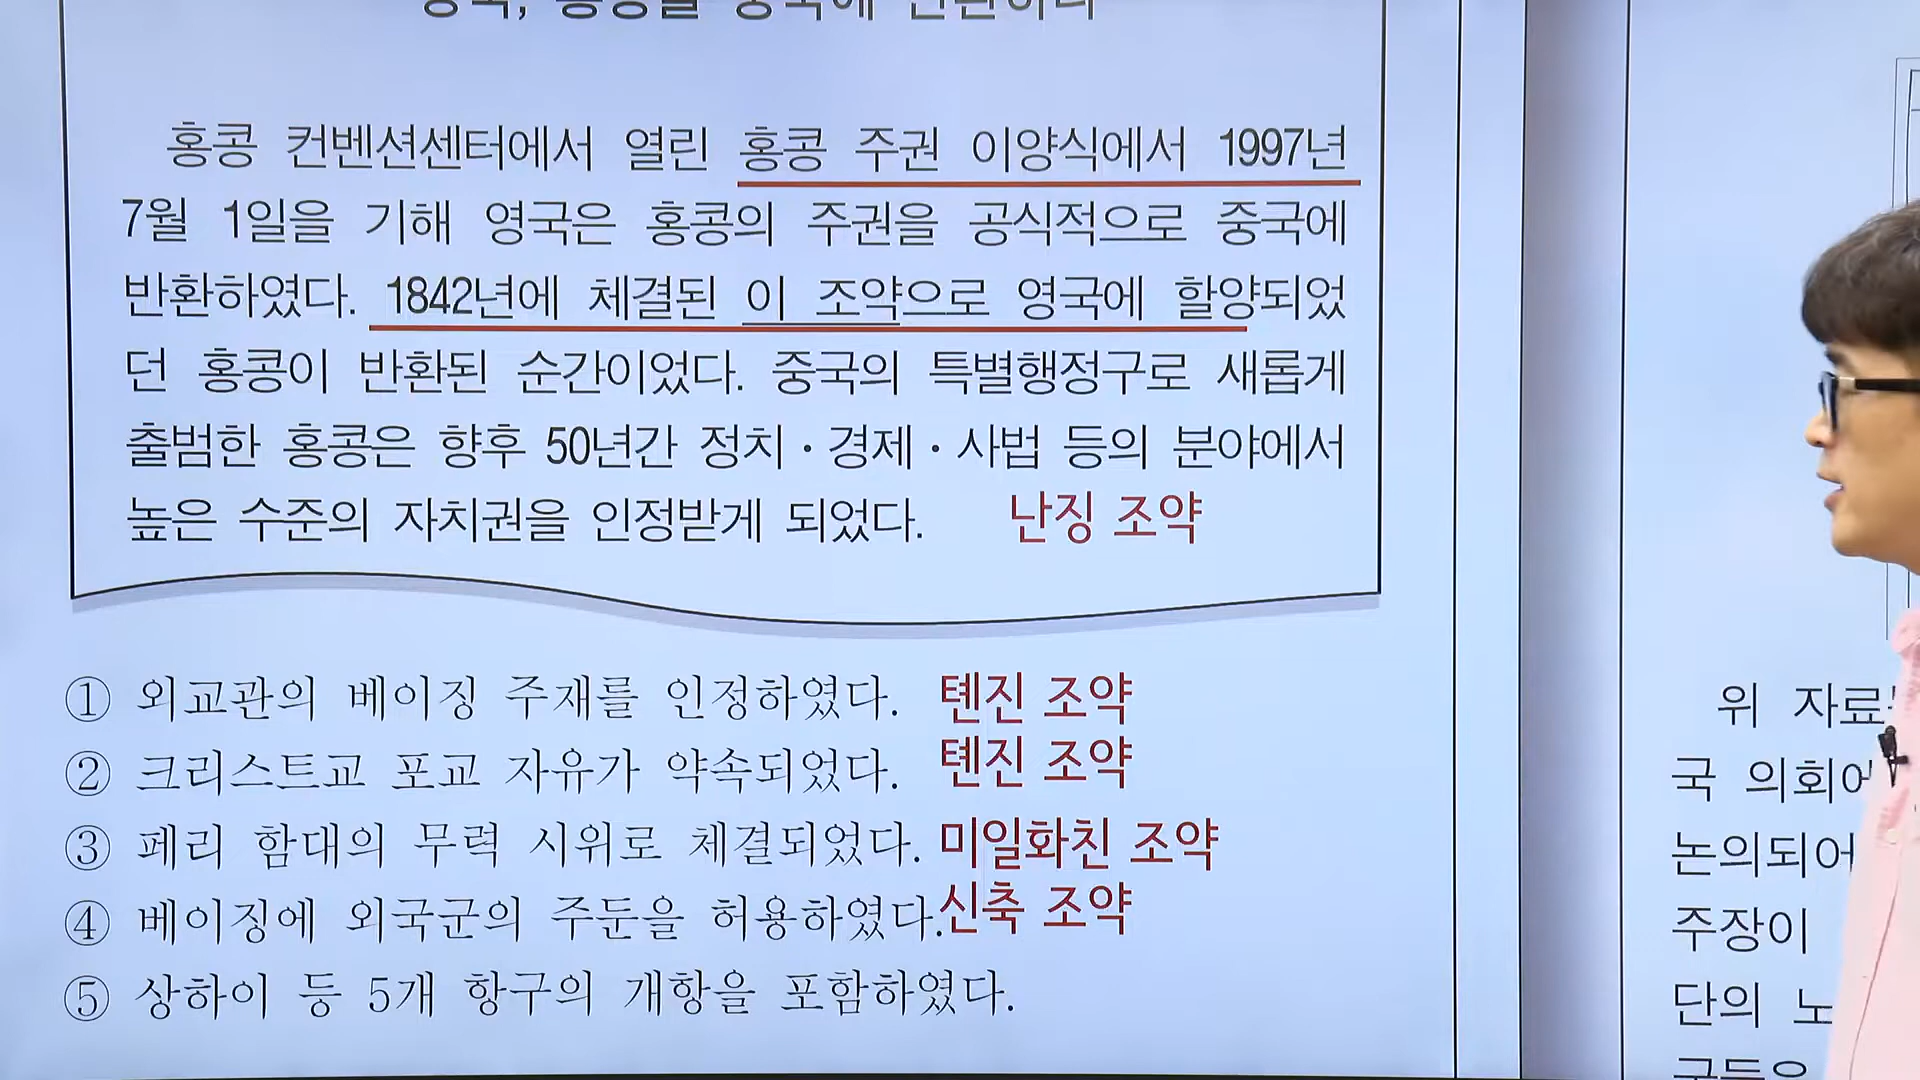 홍콩 컨벤션센터에서 열린 홍콩 주권 이양식에서 1997년
7월 1일을 기해 영국은 홍콩의 주권을 공식적으로 중국에
반환하였다. 1842년에 체결된 이 조약으로 영국에 할양되었
던 홍콩이 반환된 순간이었다. 중국의 특별행정구로 새롭게
출범한 홍콩은 향후 50년간 정치·경제·사법 등의 분야에서
높은 수준의 자치권을 인정받게 되었다. 난징 조약
① 외교관의 베이징 주재를 인정하였다. 톈진 조약
② 크리스트교 포교 자유가 약속되었다. 톈진 조약
③ 페리 함대의 무력 시위로 체결되었다. 미일화친 조약
④ 베이징에 외국군의 주둔을 허용하였다. 신축 조약
⑤ 상하이 등 5개 항구의 개항을 포함하였다.
위 자료
국 의회에
논의되어
주장이
단의 노